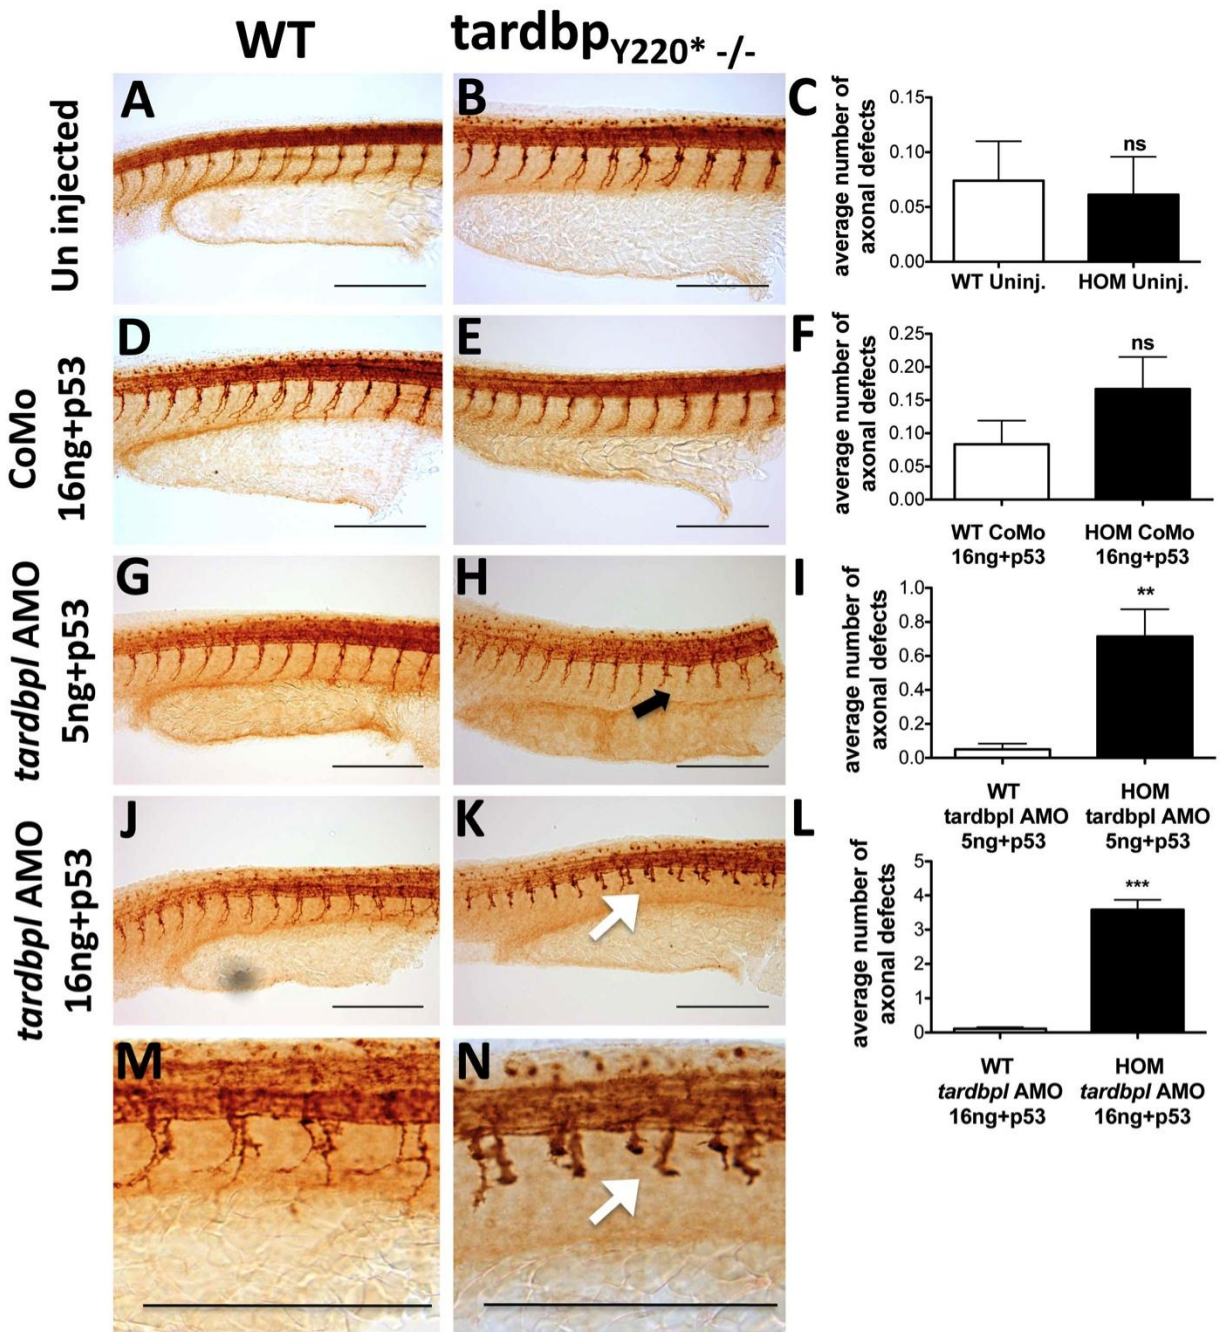 WT
tardbpY220* -/-
Un injected
A
B
C
average number of
axonal defects
0.15
0.10
0.05
0.00
ns
WT Uninj.
HOM Uninj.
CoMo
16ng+p53
D
E
F
average number of
axonal defects
0.25
0.20
0.15
0.10
0.05
0.00
ns
WT CoMo
16ng+p53
HOM CoMo
16ng+p53
tardbpl AMO
5ng+p53
G
H
I
average number of
axonal defects
1.0
0.8
0.6
0.4
0.2
0.0
**
WT
tardbpl AMO
5ng+p53
HOM
tardbpl AMO
5ng+p53
tardbpl AMO
16ng+p53
J
K
L
average number of
axonal defects
5
4
3
2
1
0
***
WT
tardbpl AMO
16ng+p53
HOM
tardbpl AMO
16ng+p53
M
N